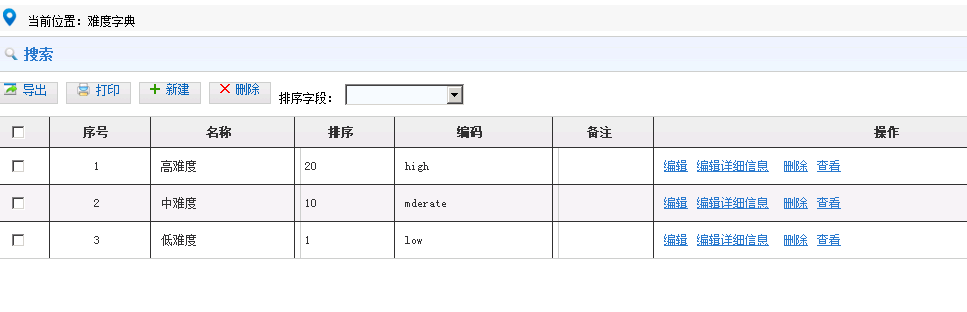 当前位置：难度字典
搜索
导出 打印 新建 删除 排序字段：
序号 名称 排序 编码 备注 操作
1 高难度 20 high 编辑 编辑详细信息 删除 查看
2 中难度 10 mderate 编辑 编辑详细信息 删除 查看
3 低难度 1 low 编辑 编辑详细信息 删除 查看